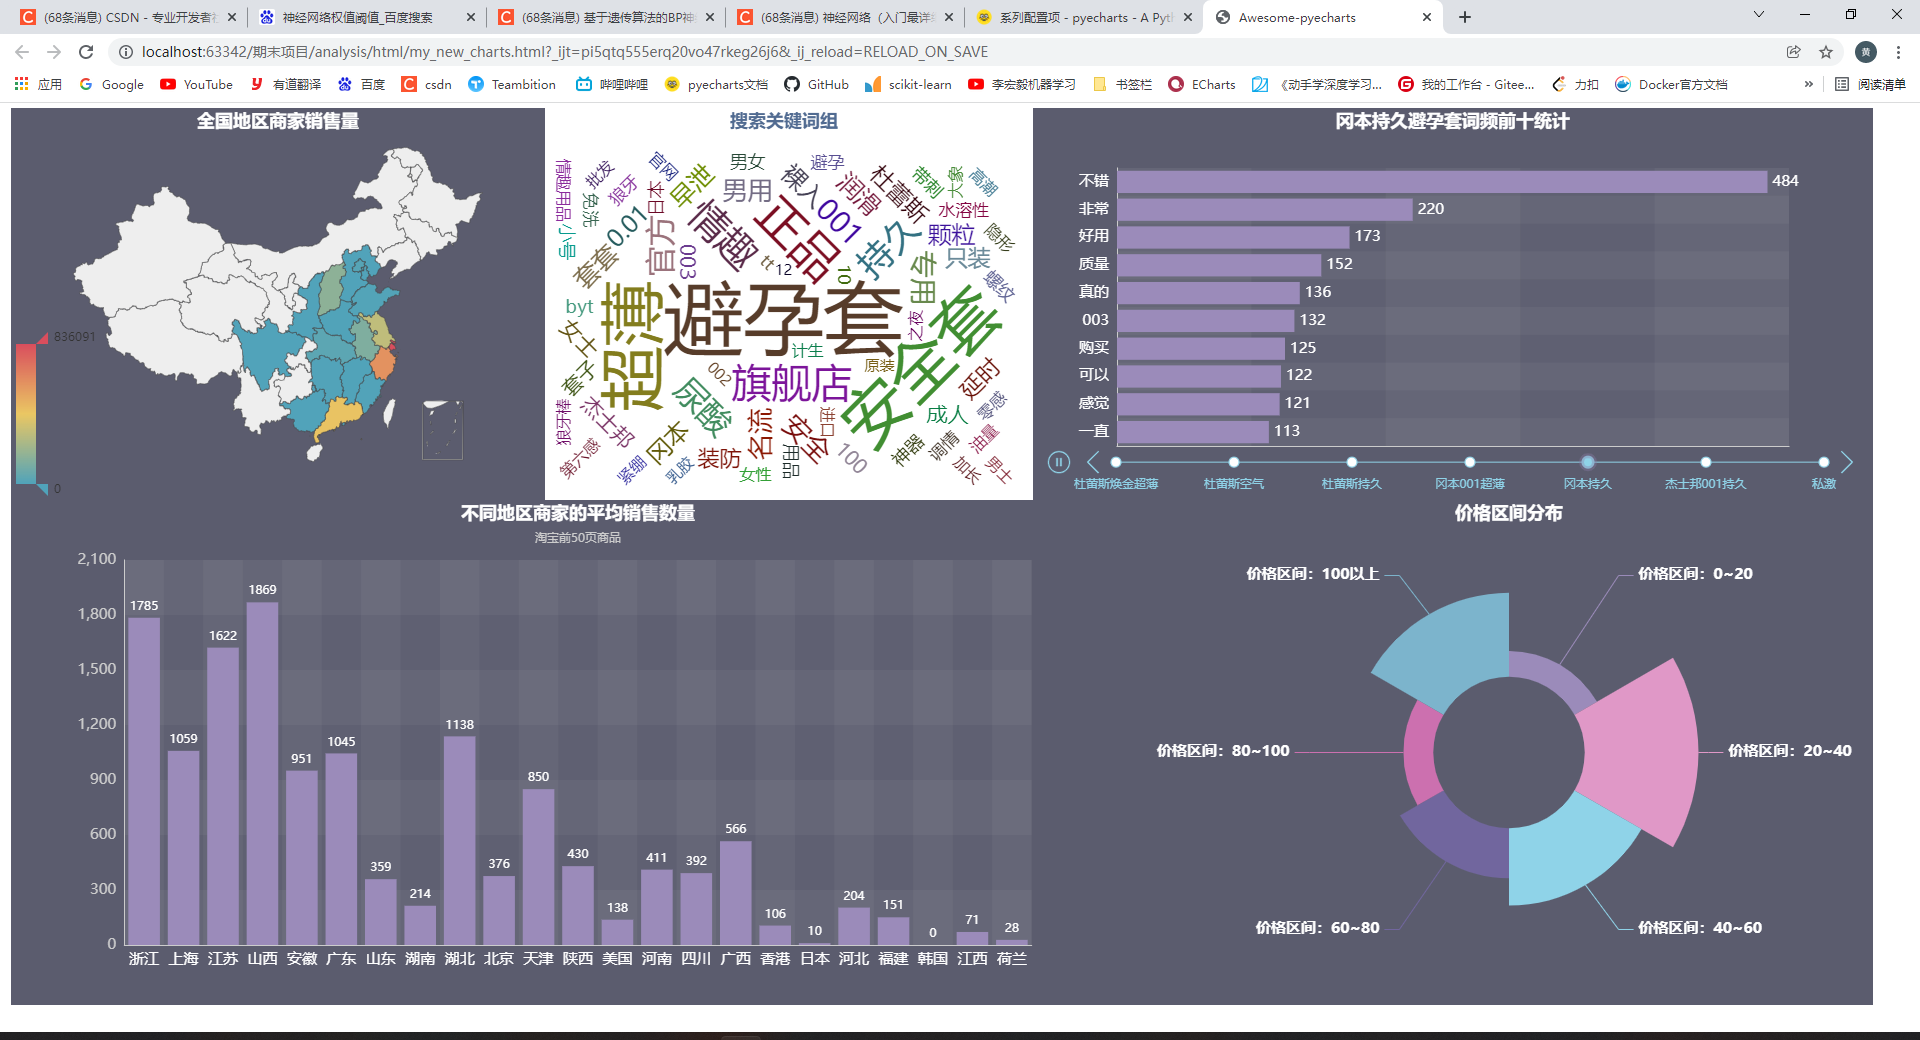 (68条消息) CSDN - 专业开发者社
神经网络权值阈值_百度搜索
(68条消息) 基于遗传算法的BP神经
(68条消息) 神经网络（入门最详细
系列配置项 - pyecharts - A Pyth
Awesome-pyecharts
localhost:63342/期末项目/analysis/html/my_new_charts.html?_ijt=pi5qtq555erq20vo47rkeg26j6&_ij_reload=RELOAD_ON_SAVE
黄
应用 Google YouTube 有道翻译 百度 csdn Teambition 哔哩哔哩 pyecharts文档 GitHub scikit-learn 李宏毅机器学习 书签栏 ECharts 《动手学深度学习... 我的工作台 - Gitee... 力扣 Docker官方文档 » 阅读清单
全国地区商家销售量
836091
0
搜索关键词组
避孕套
安全套
超薄
正品
情趣
旗舰店
持久
001
尿酸
官方
0.01
套套
早泄
男用
裸入
润滑
杜蕾斯
颗粒
只装
水溶性
隐形
螺纹
带刺
大象
高潮
避孕
男女
官网
狼牙
批发
情趣用品
免洗
小号
日本
003
tt
12
10
byt
女士
套子
002
计生
原装
之夜
延时
成人
零感
油量
调情
神器
加长
男士
100
进口
安全
用品
名流
装防
女性
乳胶
冈本
紧绷
杰士邦
第六感
狼牙棒
冈本持久避孕套词频前十统计
不错 484
非常 220
好用 173
质量 152
真的 136
003 132
购买 125
可以 122
感觉 121
一直 113
杜蕾斯焕金超薄 杜蕾斯空气 杜蕾斯持久 冈本001超薄 冈本持久 杰士邦001持久 私激
不同地区商家的平均销售数量
淘宝前50页商品
2,100
1,800
1,500
1,200
900
600
300
0
1785 1059 1622 1869 951 1045 359 214 1138 376 850 430 138 411 392 566 106 10 204 151 0 71 28
浙江 上海 江苏 山西 安徽 广东 山东 湖南 湖北 北京 天津 陕西 美国 河南 四川 广西 香港 日本 河北 福建 韩国 江西 荷兰
价格区间分布
价格区间：100以上
价格区间：0~20
价格区间：80~100
价格区间：20~40
价格区间：60~80
价格区间：40~60